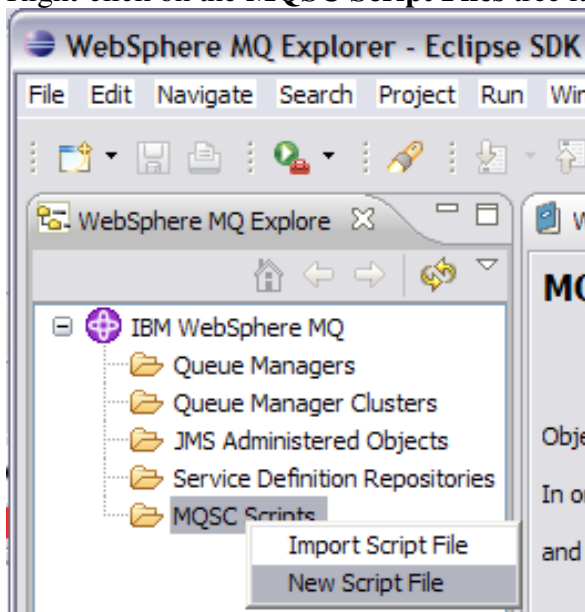 WebSphere MQ Explorer - Eclipse SDK
File Edit Navigate Search Project Run
WebSphere MQ Explore
IBM WebSphere MQ
Queue Managers
Queue Manager Clusters
JMS Administered Objects
Obje
Service Definition Repositories
MQSC Scripts
and
Import Script File
New Script File